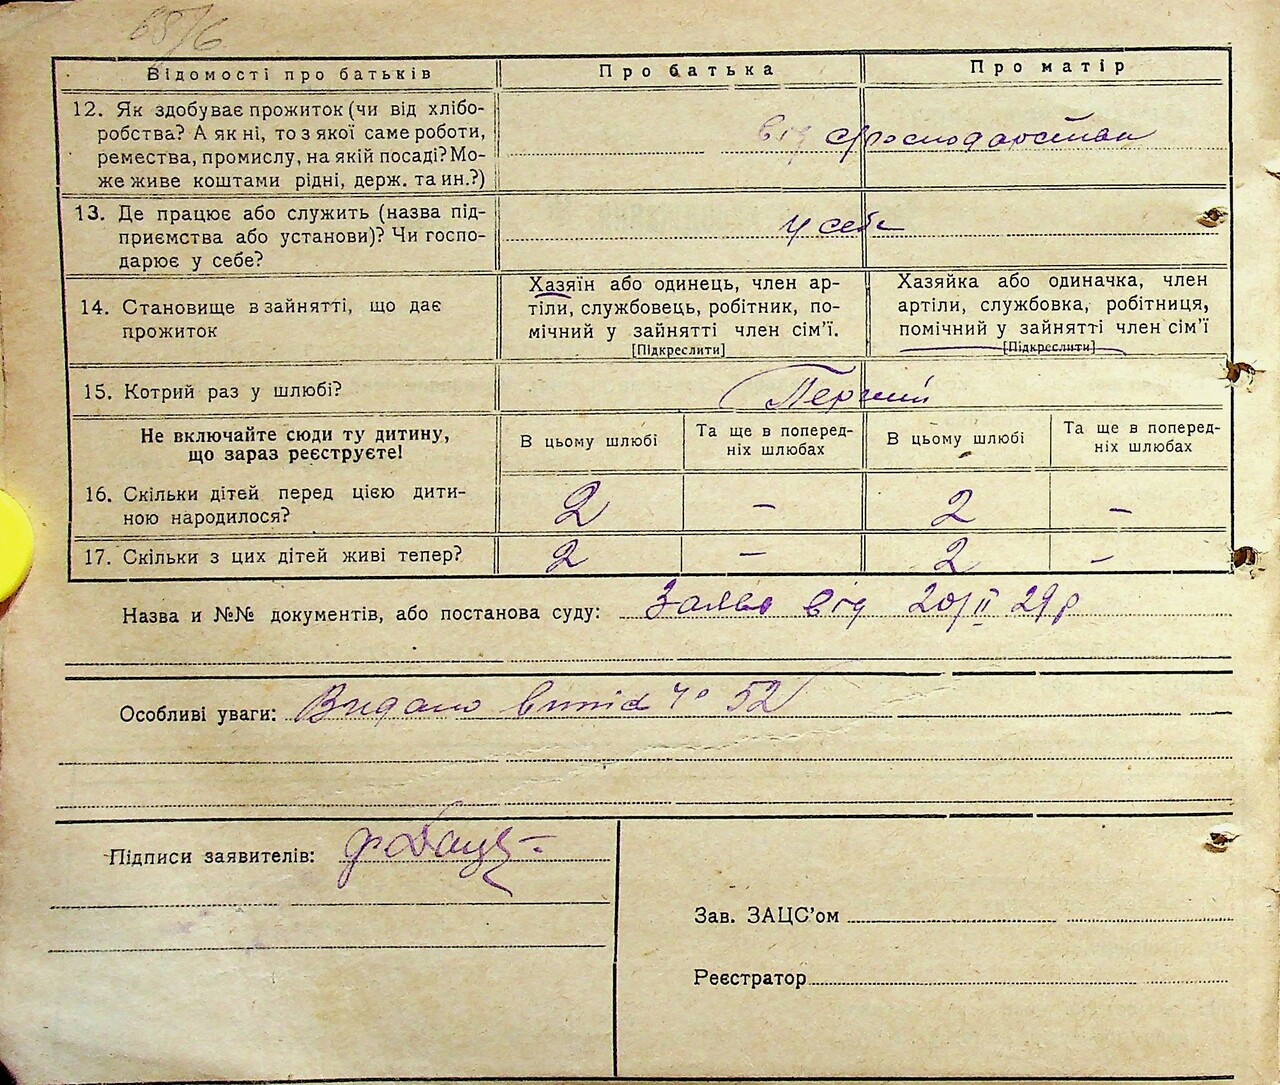 65/6
Відомості про батьків
Про батька
Про матір
12. Як здобуває прожиток (чи від хлібо-
робства? А як ні, то з якої саме роботи,
ремества, промислу, на якій посаді? Мо-
же живе коштами рідні, держ. та ин.?)
від
13. Де працює або служить (назва під-
приємства або установи)? Чи госпо-
дарює у себе?
у себе
14. Становище в зайнятті, що дає
прожиток
Хазяїн або одинець, член ар-
тіли, службовець, робітник, по-
мічний у зайнятті член сім'ї.
[Підкреслити]
Хазяйка або одиначка, член
артіли, службовка, робітниця,
помічний у зайнятті член сім'ї
[Підкреслити]
15. Котрий раз у шлюбі?
Перший
Не включайте сюди ту дитину,
що зараз реєструєте!
В цьому шлюбі
Та ще в поперед-
ніх шлюбах
В цьому шлюбі
Та ще в поперед-
ніх шлюбах
16. Скільки дітей перед цією дити-
ною народилося?
2 – 2 –
17. Скільки з цих дітей живі тепер?
2 – 2 –
Назва и №№ документів, або постанова суду: Заява від 20/II 29 р
Особливі уваги: Видано витяг № 52
Підписи заявителів:
Зав. ЗАЦС'ом
Реєстратор